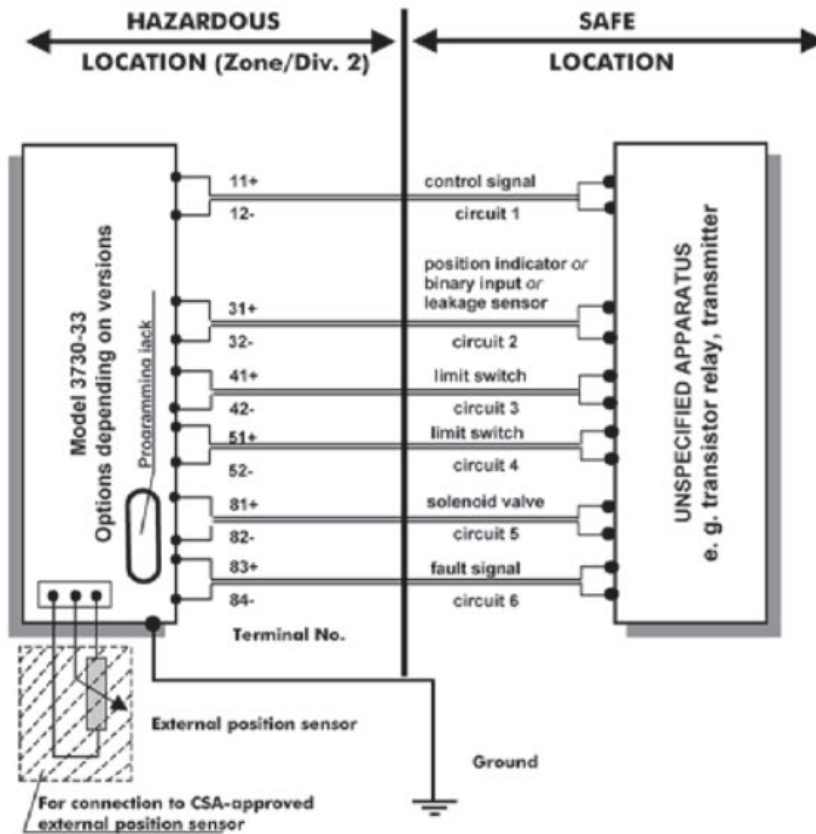 HAZARDOUS
LOCATION (Zone/Div. 2)
SAFE
LOCATION
Model 3730-33
Options depending on versions
Programming jack
11+
12-
31+
32-
41+
42-
51+
52-
81+
82-
83+
84-
Terminal No.
control signal
circuit 1
position indicator or
binary input or
leakage sensor
circuit 2
limit switch
circuit 3
limit switch
circuit 4
solenoid valve
circuit 5
fault signal
circuit 6
UNSPECIFIED APPARATUS
e. g. transistor relay, transmitter
External position sensor
Ground
For connection to CSA-approved
external position sensor